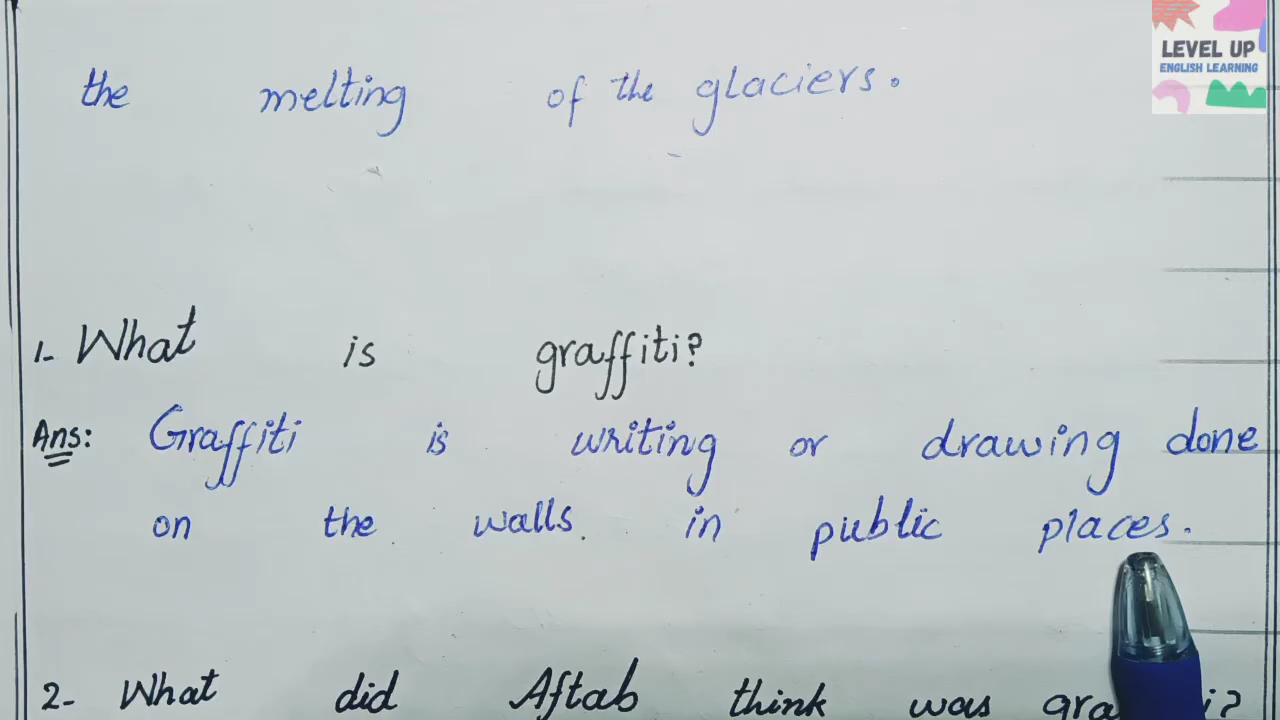 LEVEL UP
ENGLISH LEARNING
the melting of the glaciers.
1- What is graffiti?
Ans: Graffiti is writing or drawing done
on the walls in public places.
2- What did Aftab think was